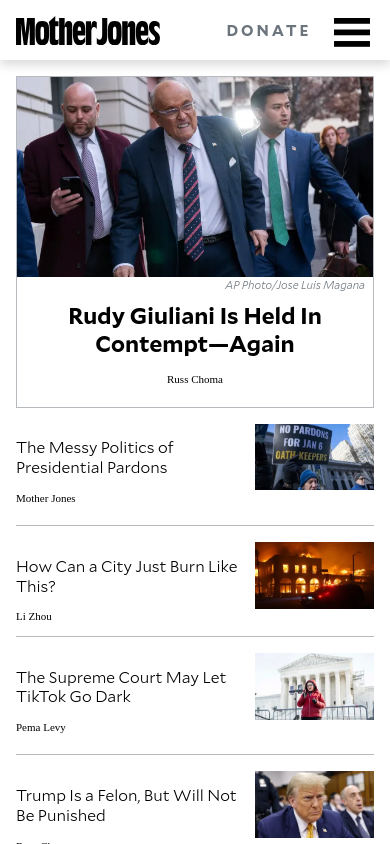 Mother Jones
DONATE
AP Photo/Jose Luis Magana
Rudy Giuliani Is Held In
Contempt—Again
Russ Choma
The Messy Politics of
Presidential Pardons
Mother Jones
NO PARDONS
FOR JAN 6
OATH KEEPERS
How Can a City Just Burn Like
This?
Li Zhou
The Supreme Court May Let
TikTok Go Dark
Pema Levy
Trump Is a Felon, But Will Not
Be Punished